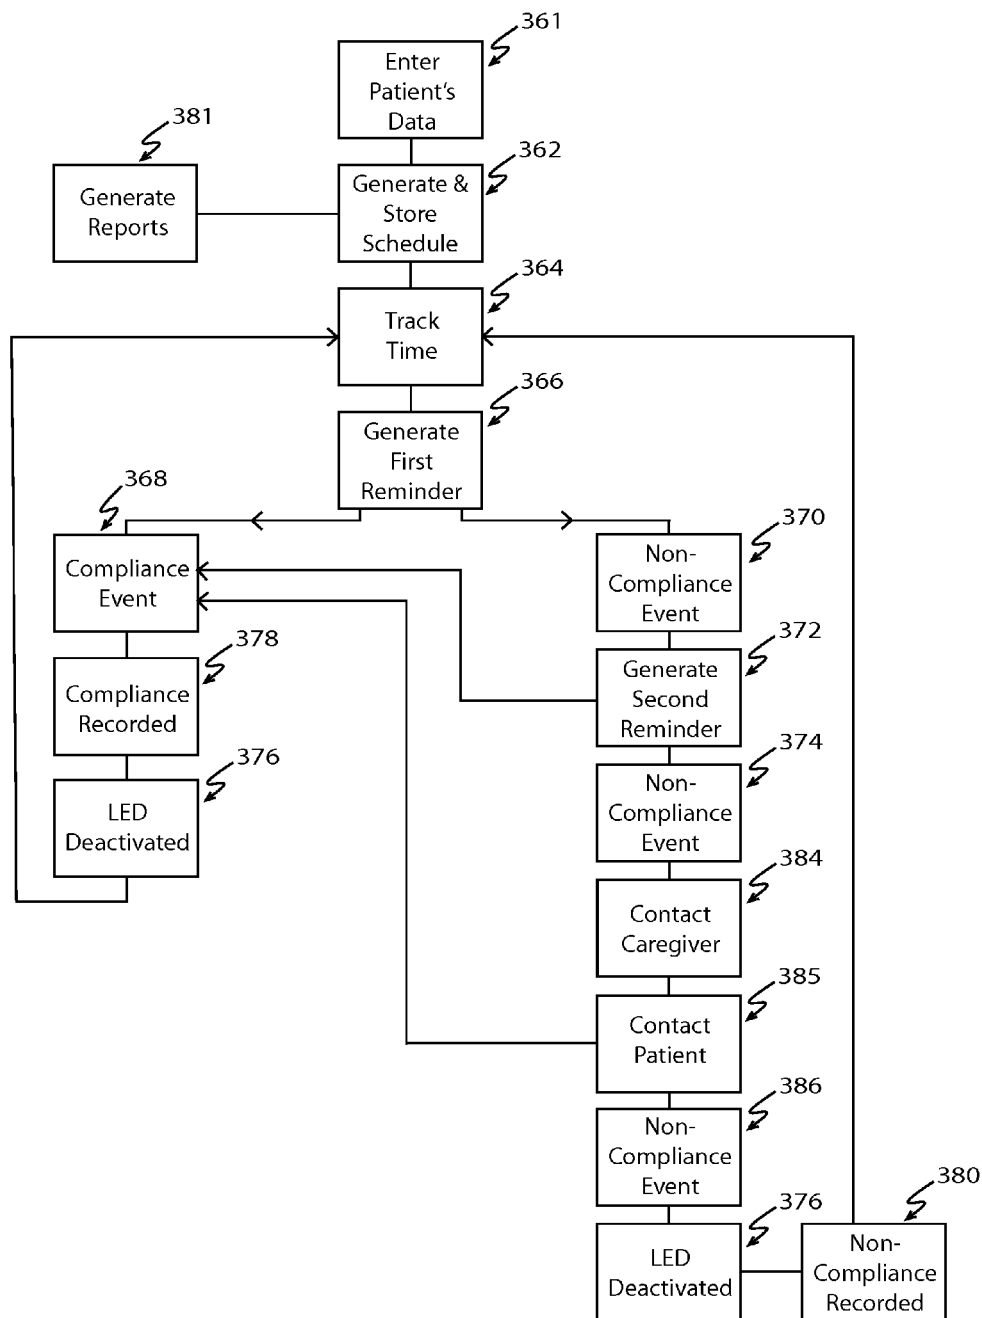 361
Enter
Patient's
Data
381
Generate
Reports
362
Generate &
Store
Schedule
364
Track
Time
366
Generate
First
Reminder
368
Compliance
Event
370
Non-
Compliance
Event
378
Compliance
Recorded
372
Generate
Second
Reminder
376
LED
Deactivated
374
Non-
Compliance
Event
384
Contact
Caregiver
385
Contact
Patient
386
Non-
Compliance
Event
376
LED
Deactivated
380
Non-
Compliance
Recorded